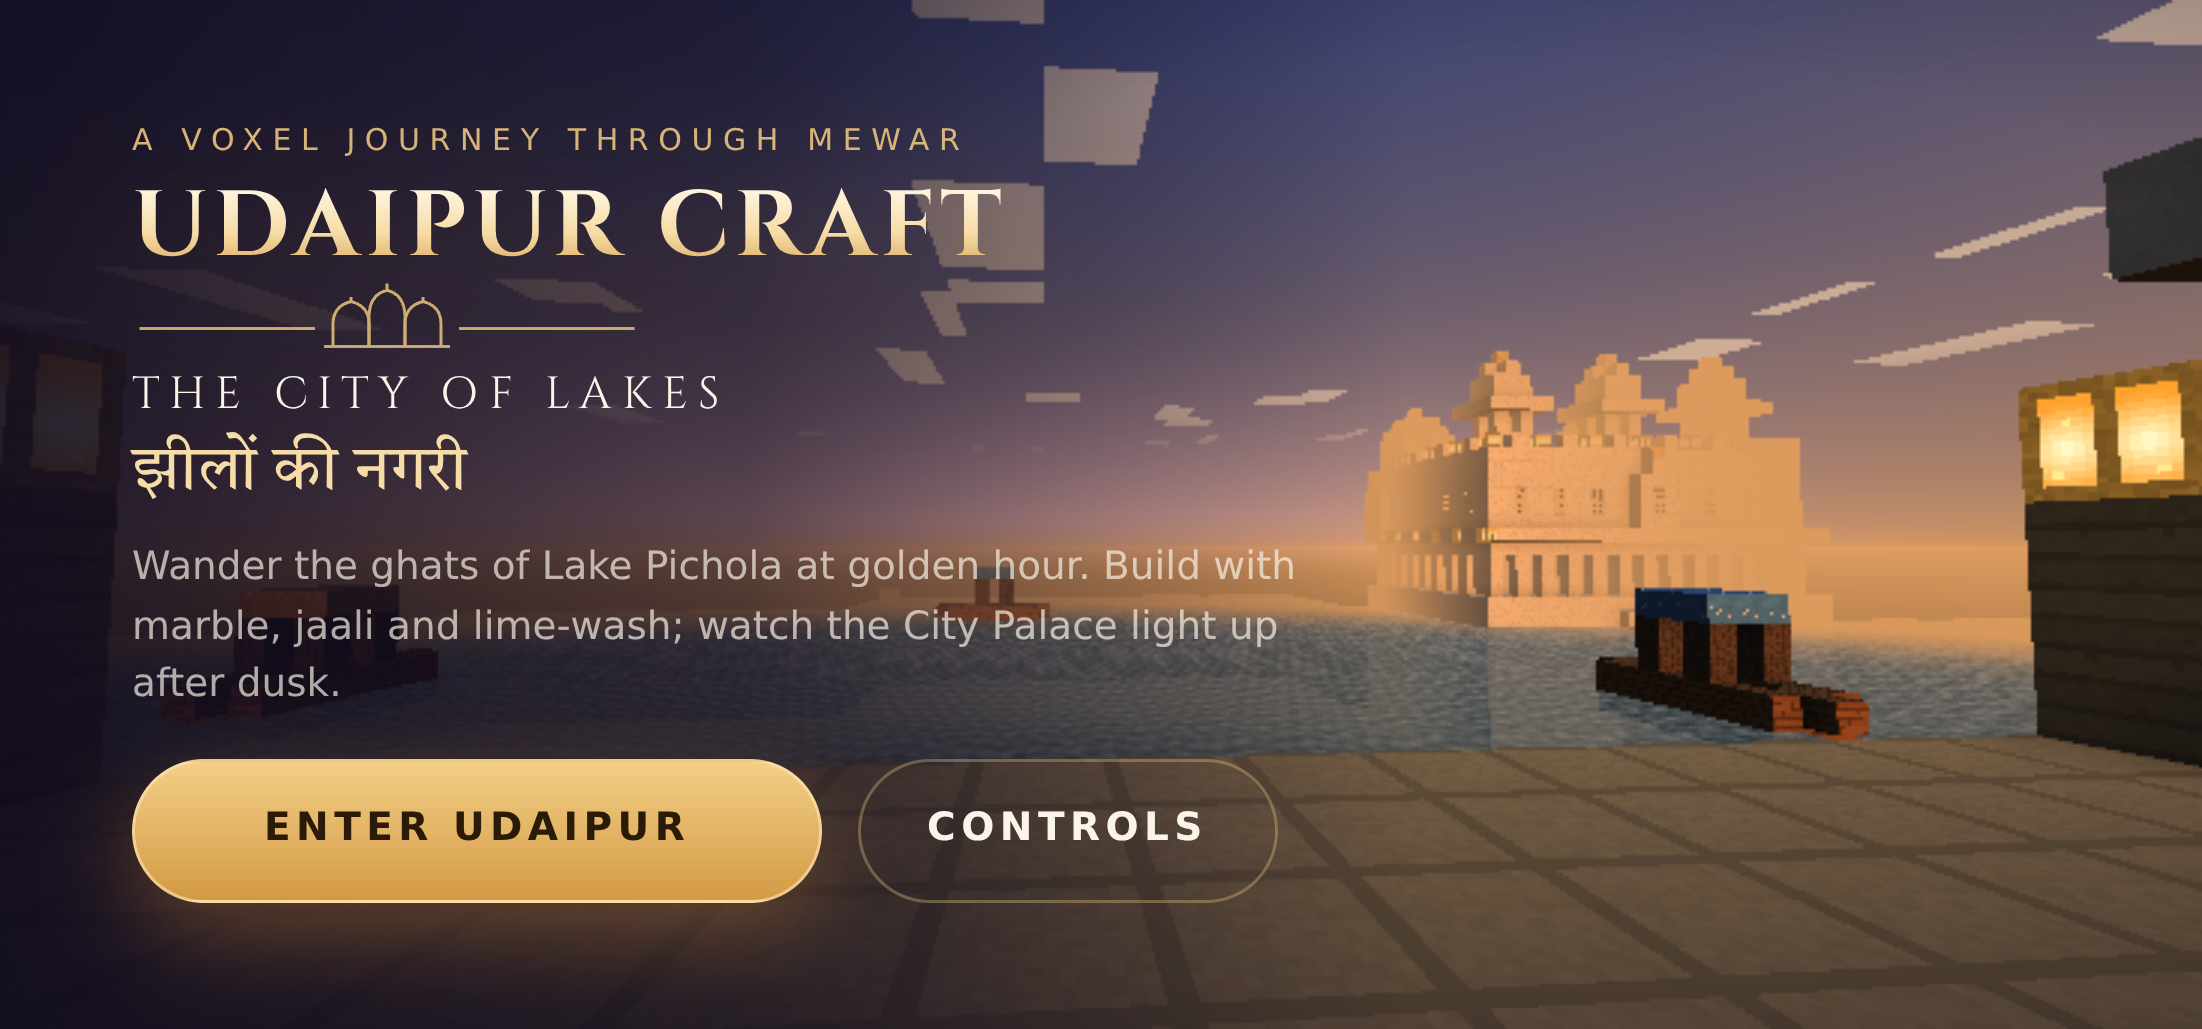 A VOXEL JOURNEY THROUGH MEWAR
UDAIPUR CRAFT
THE CITY OF LAKES
झीलों की नगरी
Wander the ghats of Lake Pichola at golden hour. Build with
marble, jaali and lime-wash; watch the City Palace light up
after dusk.
ENTER UDAIPUR
CONTROLS